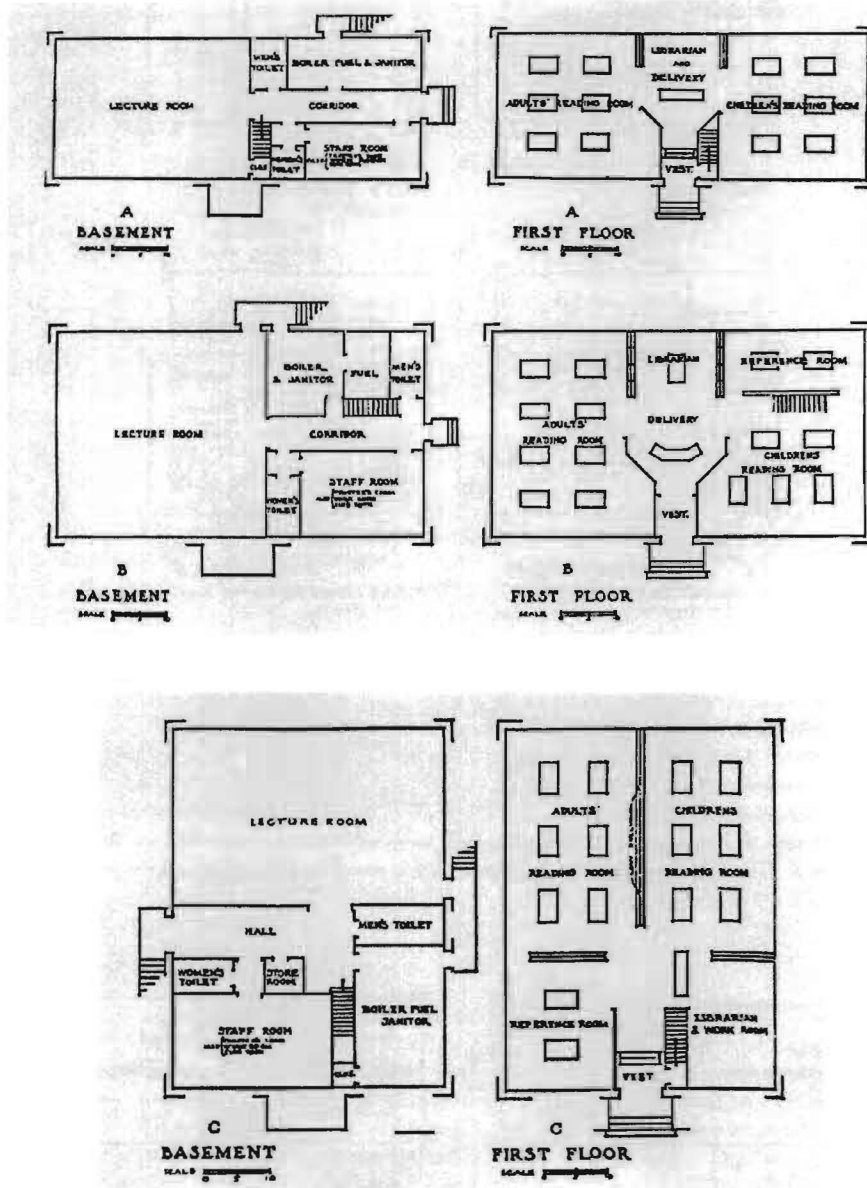 MEN'S
TOILET
BOILER FUEL & JANITOR
LECTURE ROOM
CORRIDOR
STAFF ROOM
WOMEN'S
TOILET
CLOS.
A
BASEMENT
SCALE
LIBRARIAN
AND
DELIVERY
ADULTS' READING ROOM
CHILDREN'S READING ROOM
VEST.
A
FIRST FLOOR
SCALE
BOILER
& JANITOR
FUEL
MEN'S
TOILET
LECTURE ROOM
CORRIDOR
STAFF ROOM
WOMEN'S
TOILET
B
BASEMENT
SCALE
LIBRARIAN
REFERENCE ROOM
DELIVERY
ADULTS'
READING ROOM
CHILDRENS
READING ROOM
VEST.
B
FIRST FLOOR
SCALE
LECTURE ROOM
HALL
MEN'S TOILET
WOMEN'S
TOILET
STORE
ROOM
BOILER FUEL
JANITOR
STAFF ROOM
CLOS.
C
BASEMENT
SCALE
0 5 10
ADULTS'
READING ROOM
CHILDRENS
READING ROOM
REFERENCE ROOM
LIBRARIAN
& WORK ROOM
VEST
C
FIRST FLOOR
SCALE